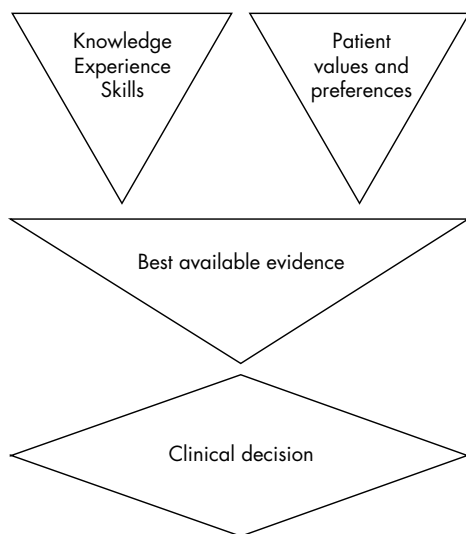 Knowledge
Experience
Skills
Patient
values and
preferences
Best available evidence
Clinical decision